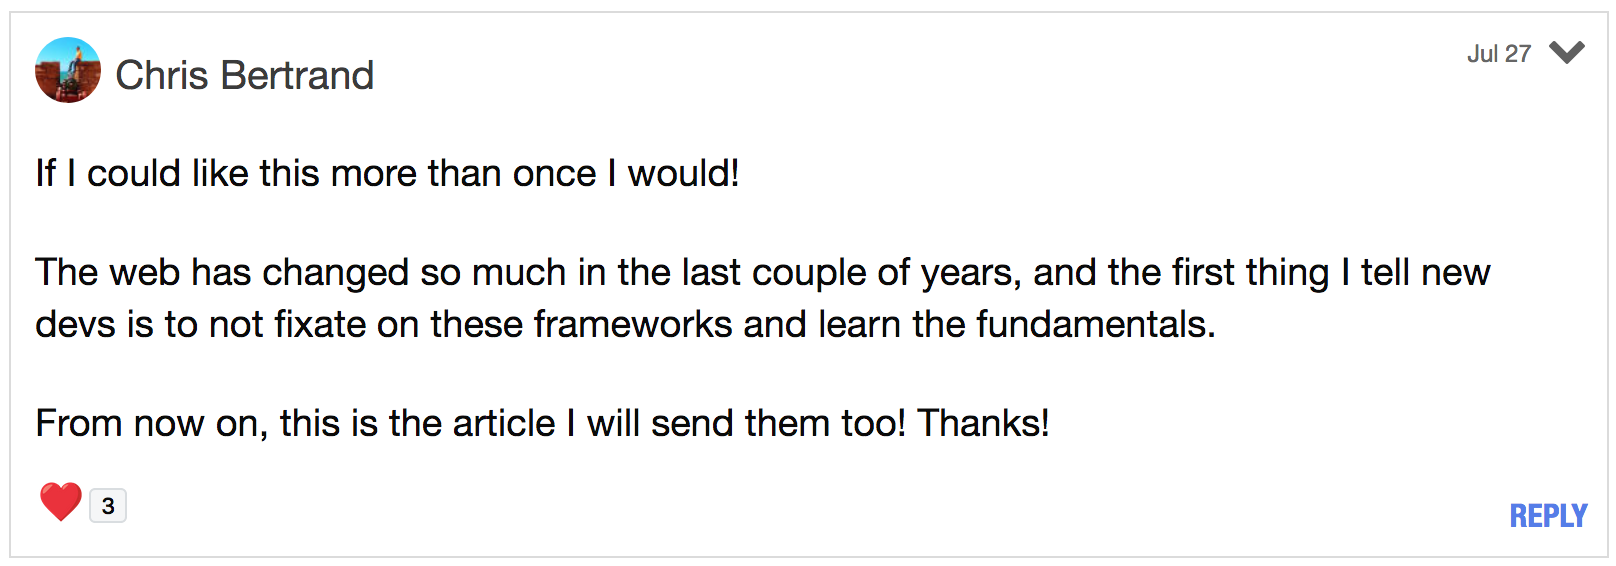 Chris Bertrand
Jul 27
If I could like this more than once I would!
The web has changed so much in the last couple of years, and the first thing I tell new
devs is to not fixate on these frameworks and learn the fundamentals.
From now on, this is the article I will send them too! Thanks!
3
REPLY